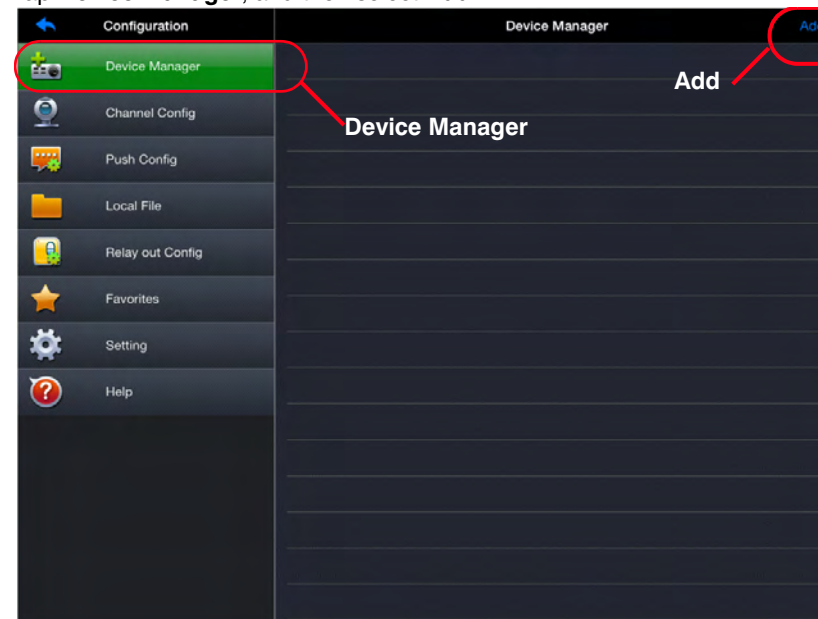 Configuration
Device Manager
Device Manager
Add
Device Manager
Channel Config
Push Config
Local File
Relay out Config
Favorites
Setting
Help